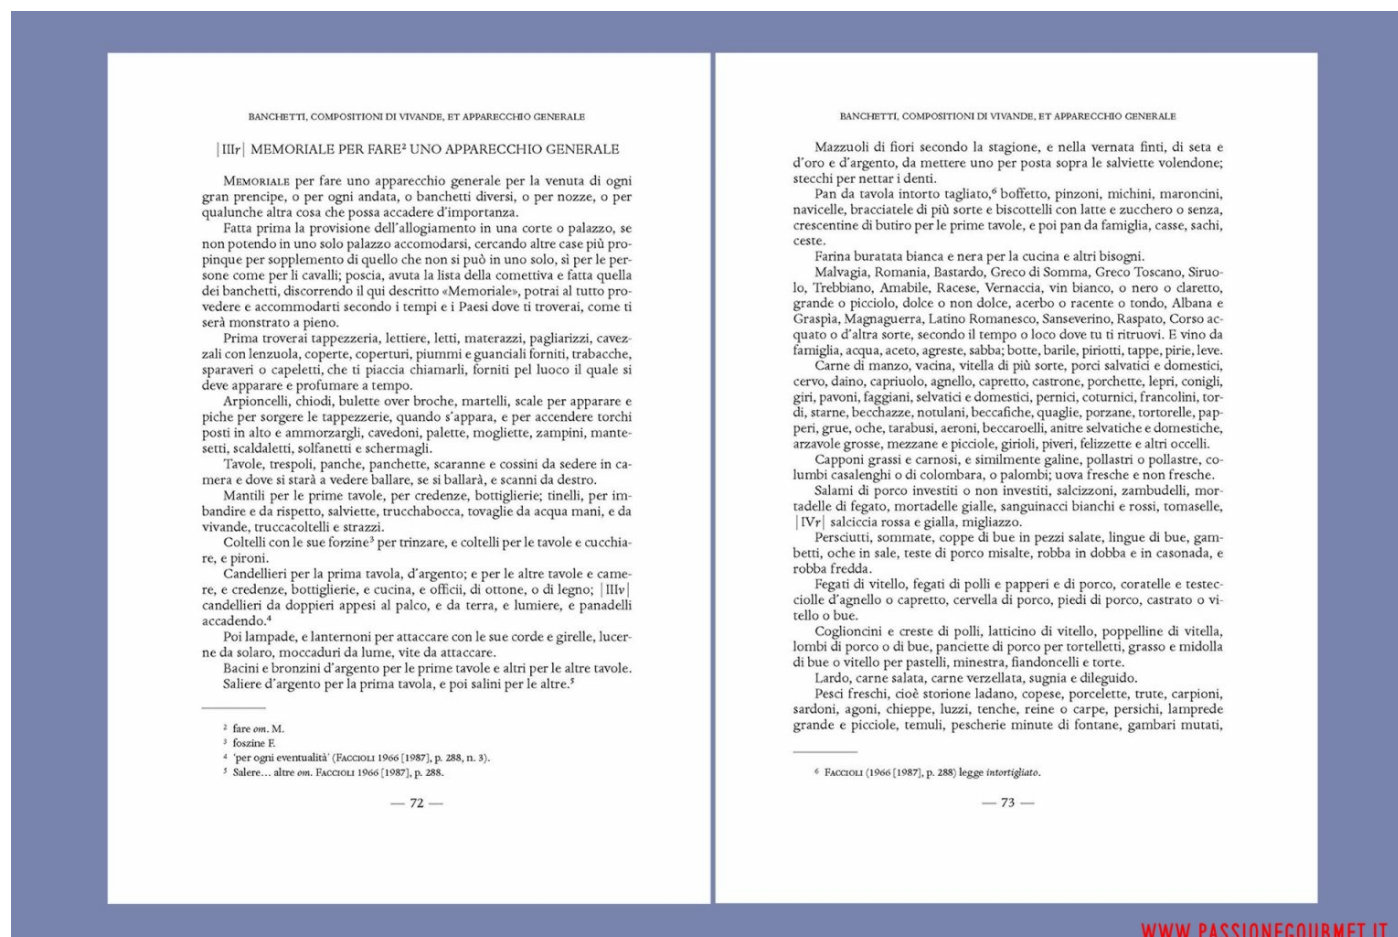 BANCHETTI, COMPOSITIONI DI VIVANDE, ET APPARECCHIO GENERALE
|IIIr| MEMORIALE PER FARE² UNO APPARECCHIO GENERALE
MEMORIALE per fare uno apparecchio generale per la venuta di ogni
gran prencipe, o per ogni andata, o banchetti diversi, o per nozze, o per
qualunche altra cosa che possa accadere d'importanza.
Fatta prima la provisione dell'allogiamento in una corte o palazzo, se
non potendo in uno solo palazzo accomodarsi, cercando altre case più pro-
pinque per sopplemento di quello che non si può in uno solo, sì per le per-
sone come per li cavalli; poscia, avuta la lista della comettiva e fatta quella
dei banchetti, discorrendo il qui descritto «Memoriale», potrai al tutto pro-
vedere e accommodarti secondo i tempi e i Paesi dove ti troverai, come ti
serà monstrato a pieno.
Prima troverai tappezzeria, lettiere, letti, materazzi, pagliarizzi, cavez-
zali con lenzuola, coperte, coperturi, piummi e guanciali forniti, trabacche,
sparaveri o capeletti, che ti piaccia chiamarli, forniti pel luoco il quale si
deve apparare e profumare a tempo.
Arpioncelli, chiodi, bulette over broche, martelli, scale per apparare e
piche per sorgere le tappezzerie, quando s'appara, e per accendere torchi
posti in alto e ammorzargli, cavedoni, palette, mogliette, zampini, mante-
setti, scaldaletti, solfanetti e schermagli.
Tavole, trespoli, panche, panchette, scaranne e cossini da sedere in ca-
mera e dove si starà a vedere ballare, se si ballarà, e scanni da destro.
Mantili per le prime tavole, per credenze, bottiglierie; tinelli, per im-
bandire e da rispetto, salviette, trucchabocca, tovaglie da acqua mani, e da
vivande, truccacoltelli e strazzi.
Coltelli con le sue forzine³ per trinzare, e coltelli per le tavole e cucchia-
re, e pironi.
Candellieri per la prima tavola, d'argento; e per le altre tavole e came-
re, e credenze, bottiglierie, e cucina, e officii, di ottone, o di legno; |IIIv|
candellieri da doppieri appesi al palco, e da terra, e lumiere, e panadelli
accadendo.⁴
Poi lampade, e lanternoni per attaccare con le sue corde e girelle, lucer-
ne da solaro, moccaduri da lume, vite da attaccare.
Bacini e bronzini d'argento per le prime tavole e altri per le altre tavole.
Saliere d'argento per la prima tavola, e poi salini per le altre.⁵
² fare om. M.
³ foszine F.
⁴ 'per ogni eventualità' (FACCIOLI 1966 [1987], p. 288, n. 3).
⁵ Salere… altre om. FACCIOLI 1966 [1987], p. 288.
— 72 —
BANCHETTI, COMPOSITIONI DI VIVANDE, ET APPARECCHIO GENERALE
Mazzuoli di fiori secondo la stagione, e nella vernata finti, di seta e
d'oro e d'argento, da mettere uno per posta sopra le salviette volendone;
stecchi per nettar i denti.
Pan da tavola intorto tagliato,⁶ boffetto, pinzoni, michini, maroncini,
navicelle, bracciatele di più sorte e biscottelli con latte e zucchero o senza,
crescentine di butiro per le prime tavole, e poi pan da famiglia, casse, sachi,
ceste.
Farina buratata bianca e nera per la cucina e altri bisogni.
Malvagia, Romania, Bastardo, Greco di Somma, Greco Toscano, Siruo-
lo, Trebbiano, Amabile, Racese, Vernaccia, vin bianco, o nero o claretto,
grande o picciolo, dolce o non dolce, acerbo o racente o tondo, Albana e
Graspìa, Magnaguerra, Latino Romanesco, Sanseverino, Raspato, Corso ac-
quato o d'altra sorte, secondo il tempo o loco dove tu ti ritruovi. E vino da
famiglia, acqua, aceto, agreste, sabba; botte, barile, piriotti, tappe, pirie, leve.
Carne di manzo, vacina, vitella di più sorte, porci salvatici e domestici,
cervo, daino, capriuolo, agnello, capretto, castrone, porchette, lepri, conigli,
giri, pavoni, faggiani, selvatici e domestici, pernici, coturnici, francolini, tor-
di, starne, becchazze, notulani, beccafiche, quaglie, porzane, tortorelle, pap-
peri, grue, oche, tarabusi, aeroni, beccaroelli, anitre selvatiche e domestiche,
arzavole grosse, mezzane e picciole, girioli, piveri, felizzette e altri occelli.
Capponi grassi e carnosi, e similmente galine, pollastri o pollastre, co-
lumbi casalenghi o di colombara, o palombi; uova fresche e non fresche.
Salami di porco investiti o non investiti, salcizzoni, zambudelli, mor-
tadelle di fegato, mortadelle gialle, sanguinacci bianchi e rossi, tomaselle,
|IVr| salciccia rossa e gialla, migliazzo.
Persciutti, sommate, coppe di bue in pezzi salate, lingue di bue, gam-
betti, oche in sale, teste di porco misalte, robba in dobba e in casonada, e
robba fredda.
Fegati di vitello, fegati di polli e papperi e di porco, coratelle e testec-
ciolle d'agnello o capretto, cervella di porco, piedi di porco, castrato o vi-
tello o bue.
Coglioncini e creste di polli, latticino di vitello, poppelline di vitella,
lombi di porco o di bue, panciette di porco per tortelletti, grasso e midolla
di bue o vitello per pastelli, minestra, fiandoncelli e torte.
Lardo, carne salata, carne verzellata, sugnia e dileguido.
Pesci freschi, cioè storione ladano, copese, porcelette, trute, carpioni,
sardoni, agoni, chieppe, luzzi, tenche, reine o carpe, persichi, lamprede
grande e picciole, temuli, pescherie minute di fontane, gambari mutati,
⁶ FACCIOLI (1966 [1987], p. 288) legge intortigliato.
— 73 —
WWW.PASSIONEGOURMET.IT